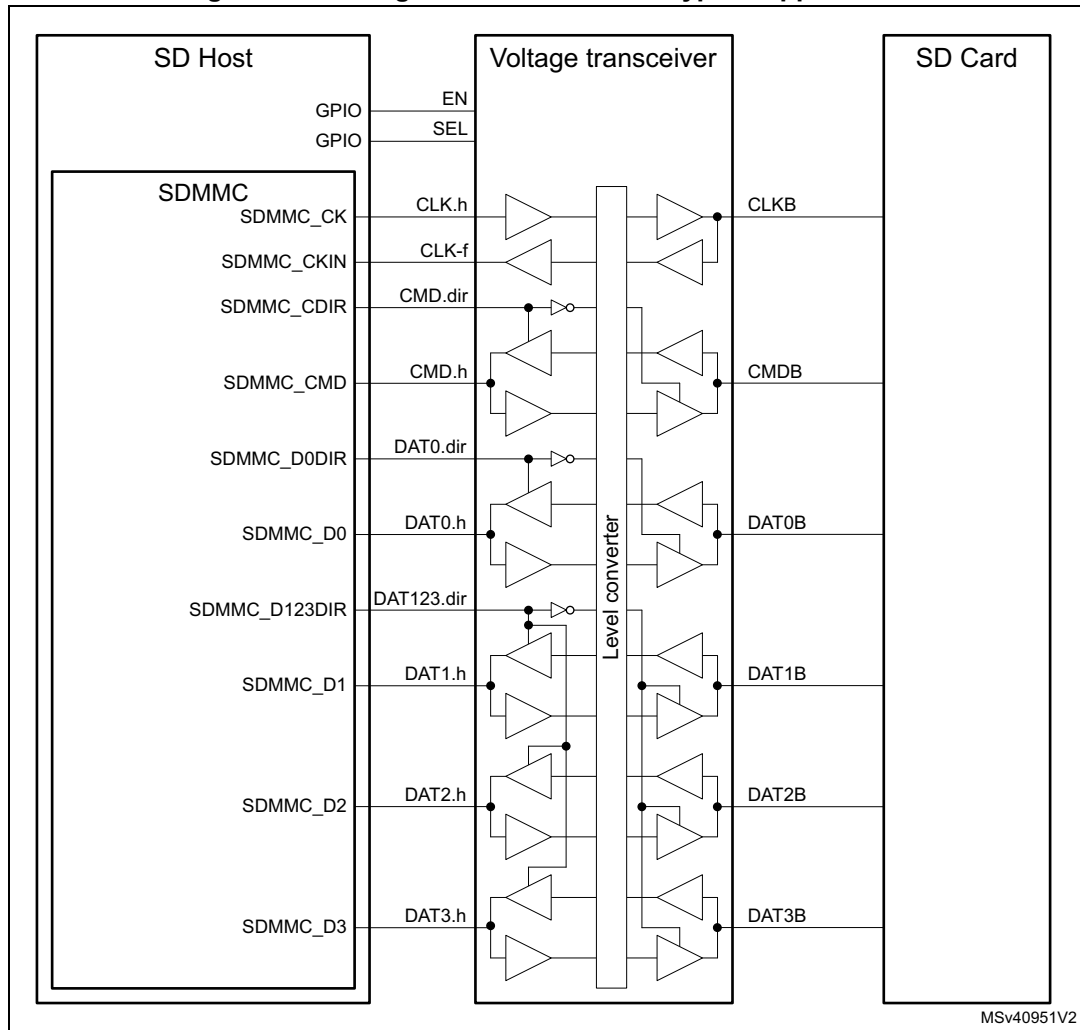 SD Host
Voltage transceiver
SD Card
GPIO
EN
GPIO
SEL
SDMMC
SDMMC_CK
CLK.h
CLKB
SDMMC_CKIN
CLK-f
SDMMC_CDIR
CMD.dir
SDMMC_CMD
CMD.h
CMDB
SDMMC_D0DIR
DAT0.dir
SDMMC_D0
DAT0.h
DAT0B
Level converter
SDMMC_D123DIR
DAT123.dir
SDMMC_D1
DAT1.h
DAT1B
SDMMC_D2
DAT2.h
DAT2B
SDMMC_D3
DAT3.h
DAT3B
MSv40951V2